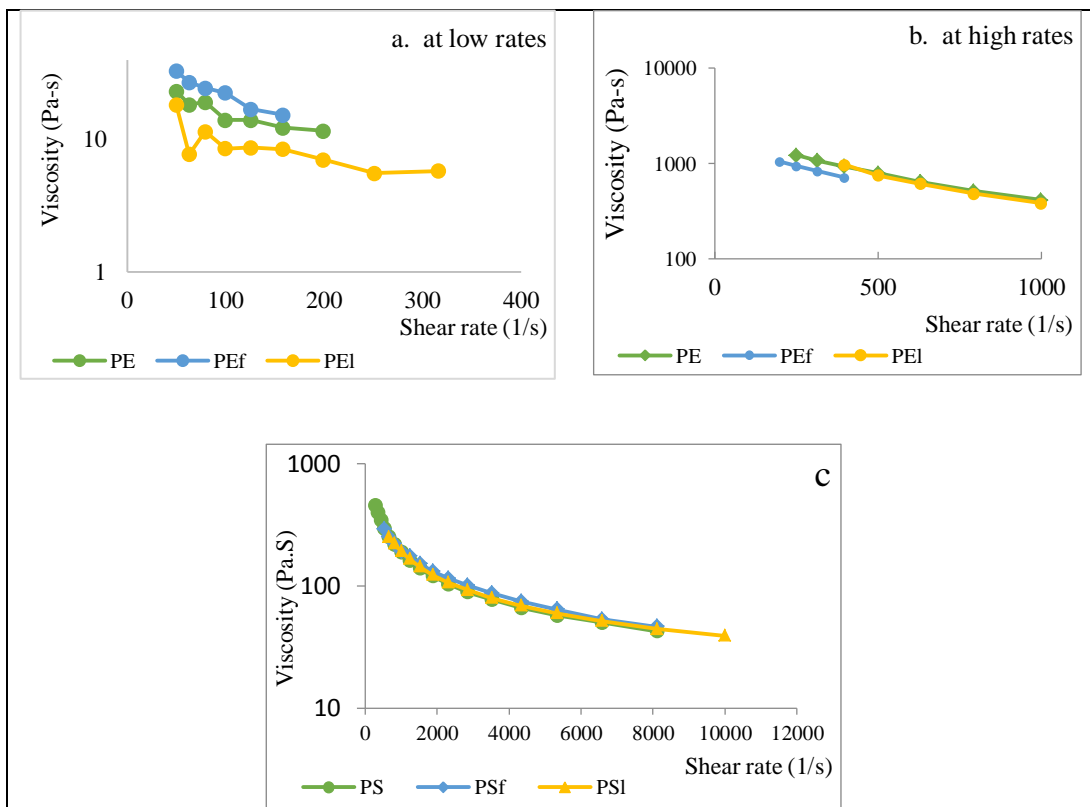 a. at low rates
Viscosity (Pa-s)
10
1
0 100 200 300 400
Shear rate (1/s)
PE PEf PEl
b. at high rates
Viscosity (Pa-s)
10000
1000
100
0 500 1000
Shear rate (1/s)
PE PEf PEl
c
Viscosity (Pa.S)
1000
100
10
0 2000 4000 6000 8000 10000 12000
Shear rate (1/s)
PS PSf PSl